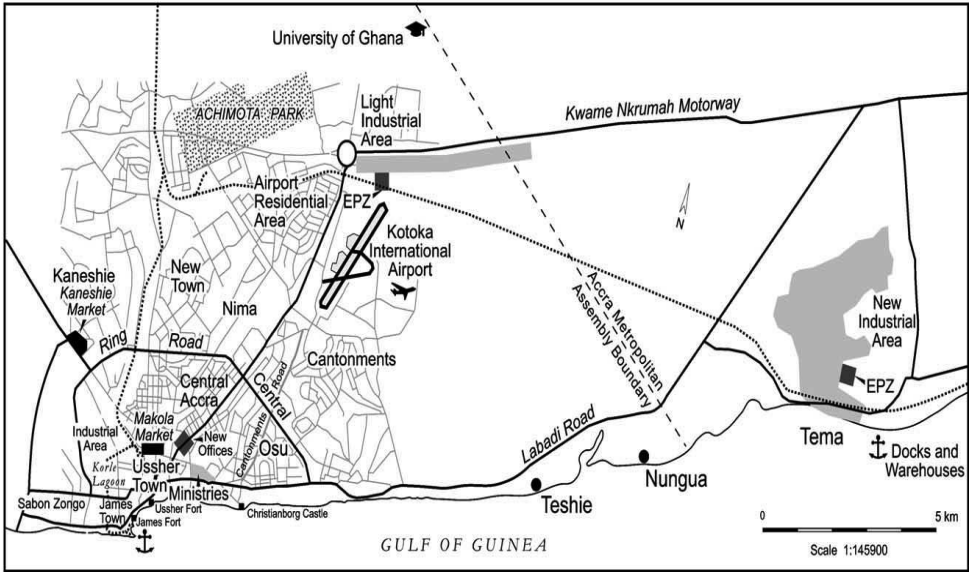 University of Ghana
ACHIMOTA PARK
Light
Industrial
Area
Kwame Nkrumah Motorway
Airport
Residential
Area
EPZ
N
Kotoka
International
Airport
Kaneshie
Kaneshie
Market
New
Town
Nima
Accra Metropolitan
Assembly Boundary
New
Industrial
Area
Ring Road Central
Cantonments
EPZ
Central
Accra
Cantonments Road
Labadi Road
Makola
Market
Industrial
Area
New
Offices
Osu
Tema
Docks and
Warehouses
Korle
Lagoon
Ussher
Town
Ministries
Nungua
Teshie
Sabon Zongo
James
Town
Ussher Fort
James Fort
Christianborg Castle
GULF OF GUINEA
0 5 km
Scale 1:145900